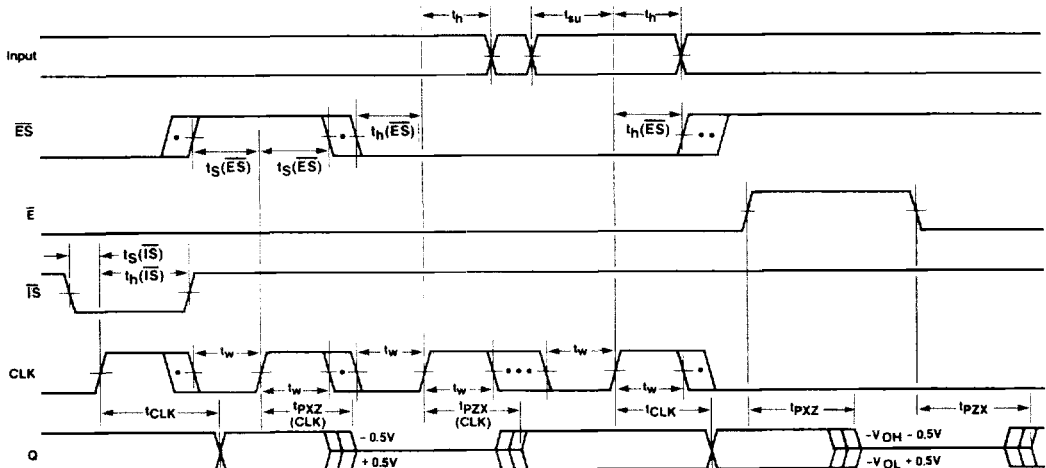 th tsu th
Input
ES
th(ES) th(ES)
tS(ES) tS(ES)
E
tS(IS)
th(IS)
IS
tw tw tw
CLK
tw tw tw
tCLK tPXZ (CLK) tPZX (CLK) tCLK tPXZ tPZX
– 0.5V –VOH – 0.5V
Q
+ 0.5V –VOL + 0.5V